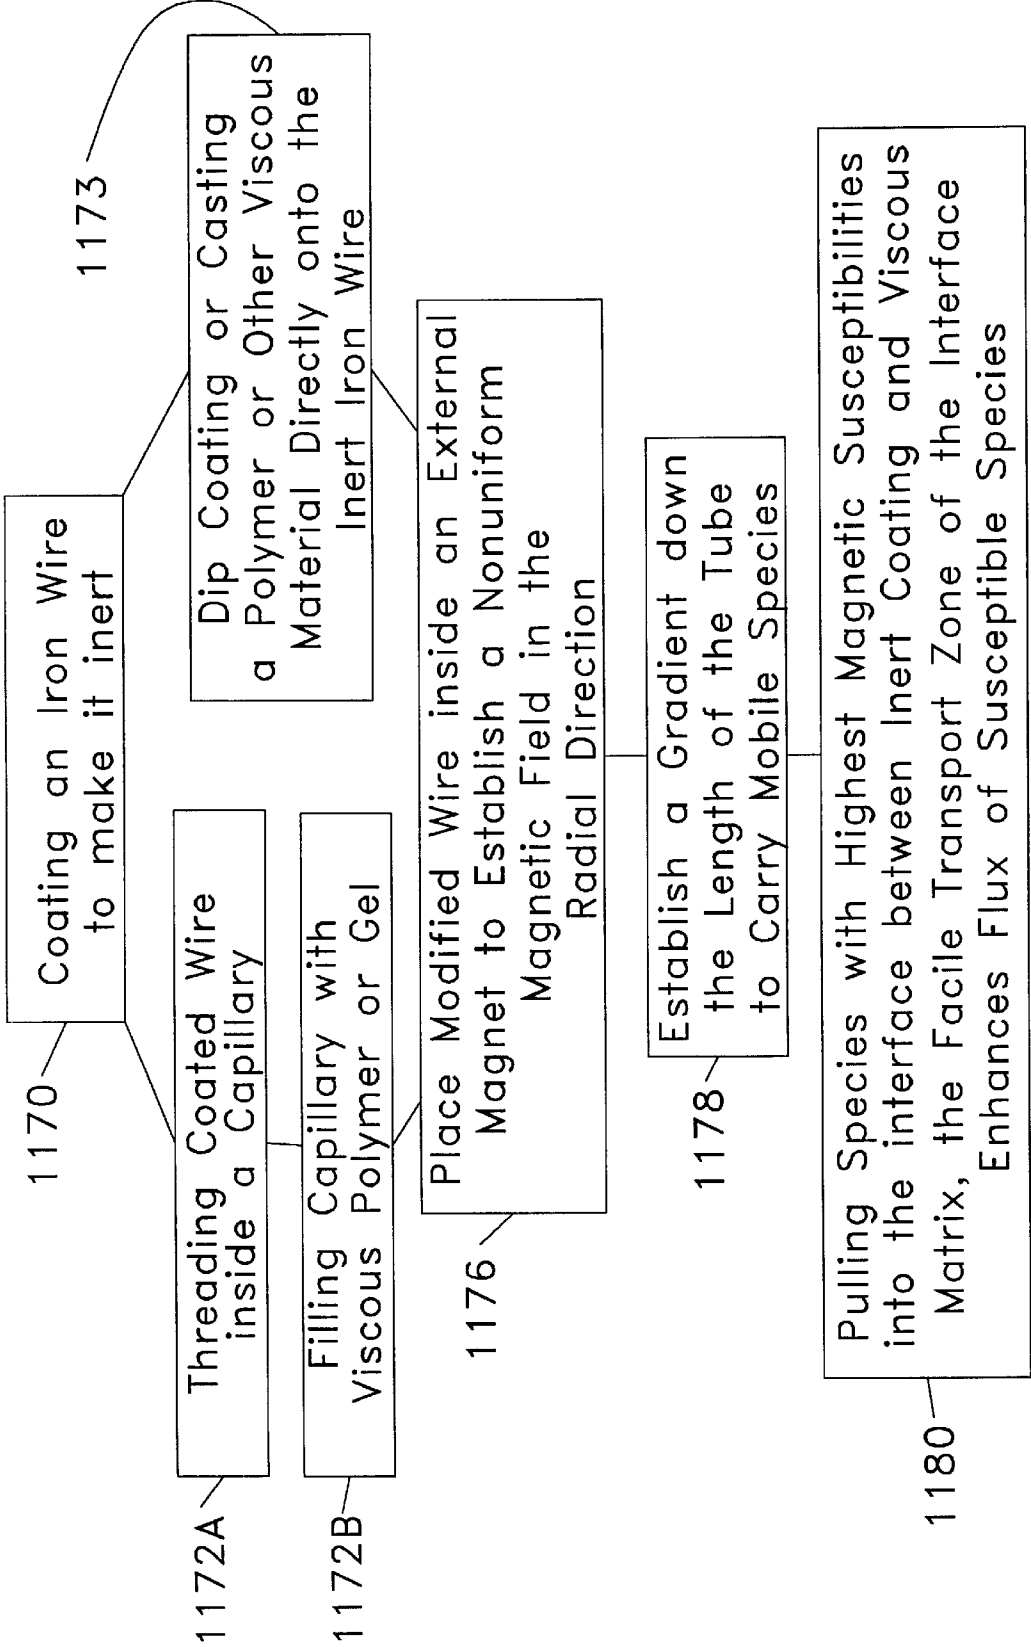 1170
Coating an Iron Wire
to make it inert
1172A
Threading Coated Wire
inside a Capillary
1172B
Filling Capillary with
Viscous Polymer or Gel
1173
Dip Coating or Casting
a Polymer or Other Viscous
Material Directly onto the
Inert Iron Wire
1176
Place Modified Wire inside an External
Magnet to Establish a Nonuniform
Magnetic Field in the
Radial Direction
1178
Establish a Gradient down
the Length of the Tube
to Carry Mobile Species
1180
Pulling Species with Highest Magnetic Susceptibilities
into the interface between Inert Coating and Viscous
Matrix, the Facile Transport Zone of the Interface
Enhances Flux of Susceptible Species